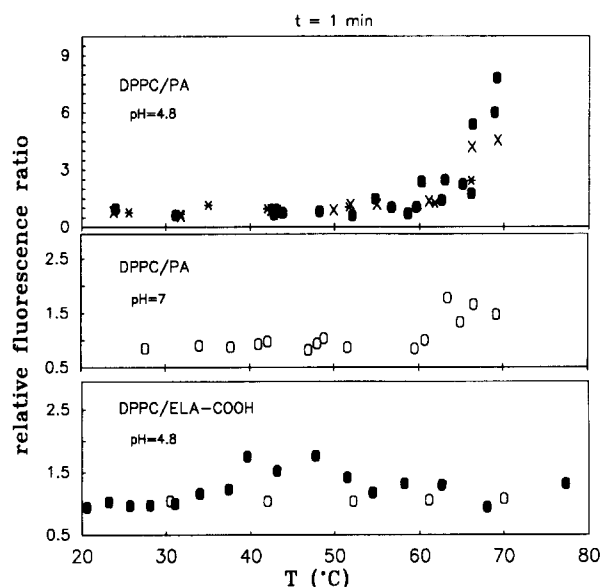 t = 1 min
relative fluorescence ratio
9
6
3
0
DPPC/PA
pH=4.8
2.5
1.5
0.5
DPPC/PA
pH=7
2.5
1.5
0.5
DPPC/ELA-COOH
pH=4.8
20 30 40 50 60 70 80
T (°C)